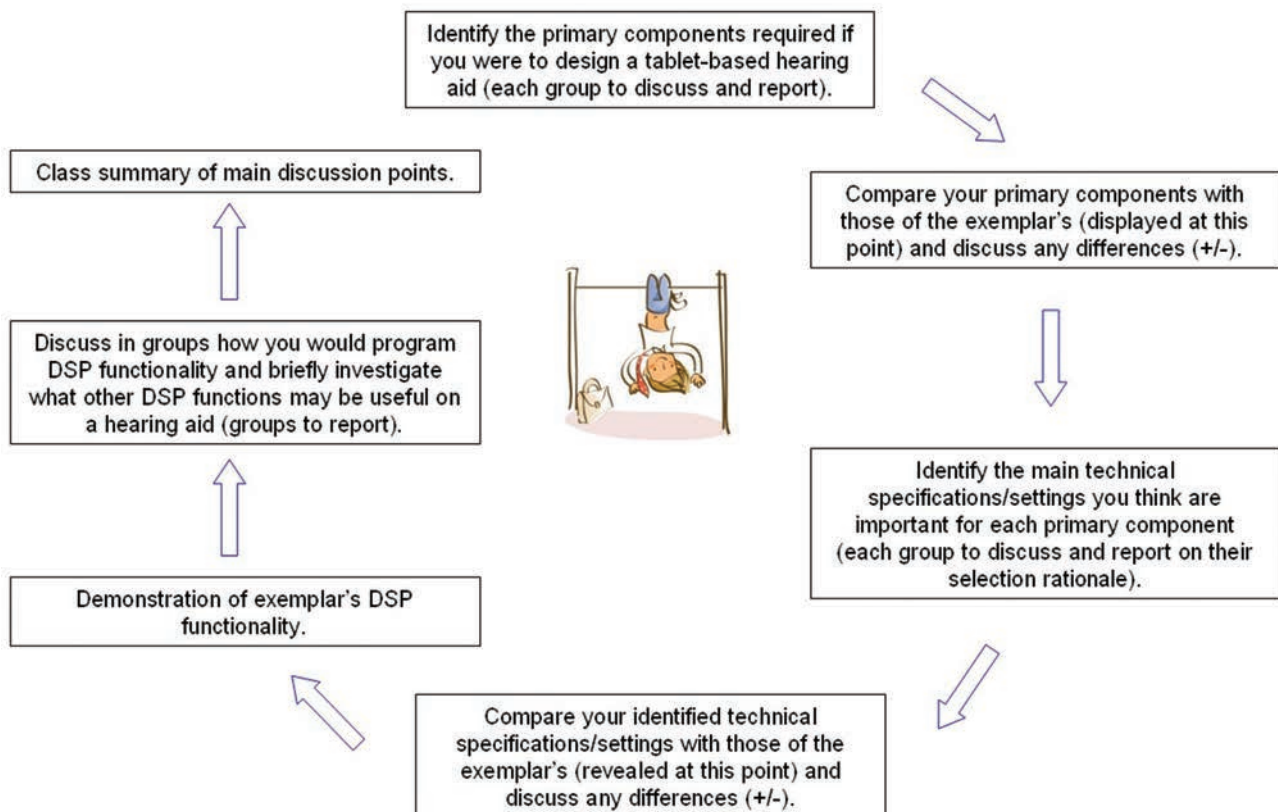 Identify the primary components required if
you were to design a tablet-based hearing
aid (each group to discuss and report).
Compare your primary components with
those of the exemplar's (displayed at this
point) and discuss any differences (+/-).
Identify the main technical
specifications/settings you think are
important for each primary component
(each group to discuss and report on their
selection rationale).
Compare your identified technical
specifications/settings with those of the
exemplar's (revealed at this point) and
discuss any differences (+/-).
Demonstration of exemplar's DSP
functionality.
Discuss in groups how you would program
DSP functionality and briefly investigate
what other DSP functions may be useful on
a hearing aid (groups to report).
Class summary of main discussion points.